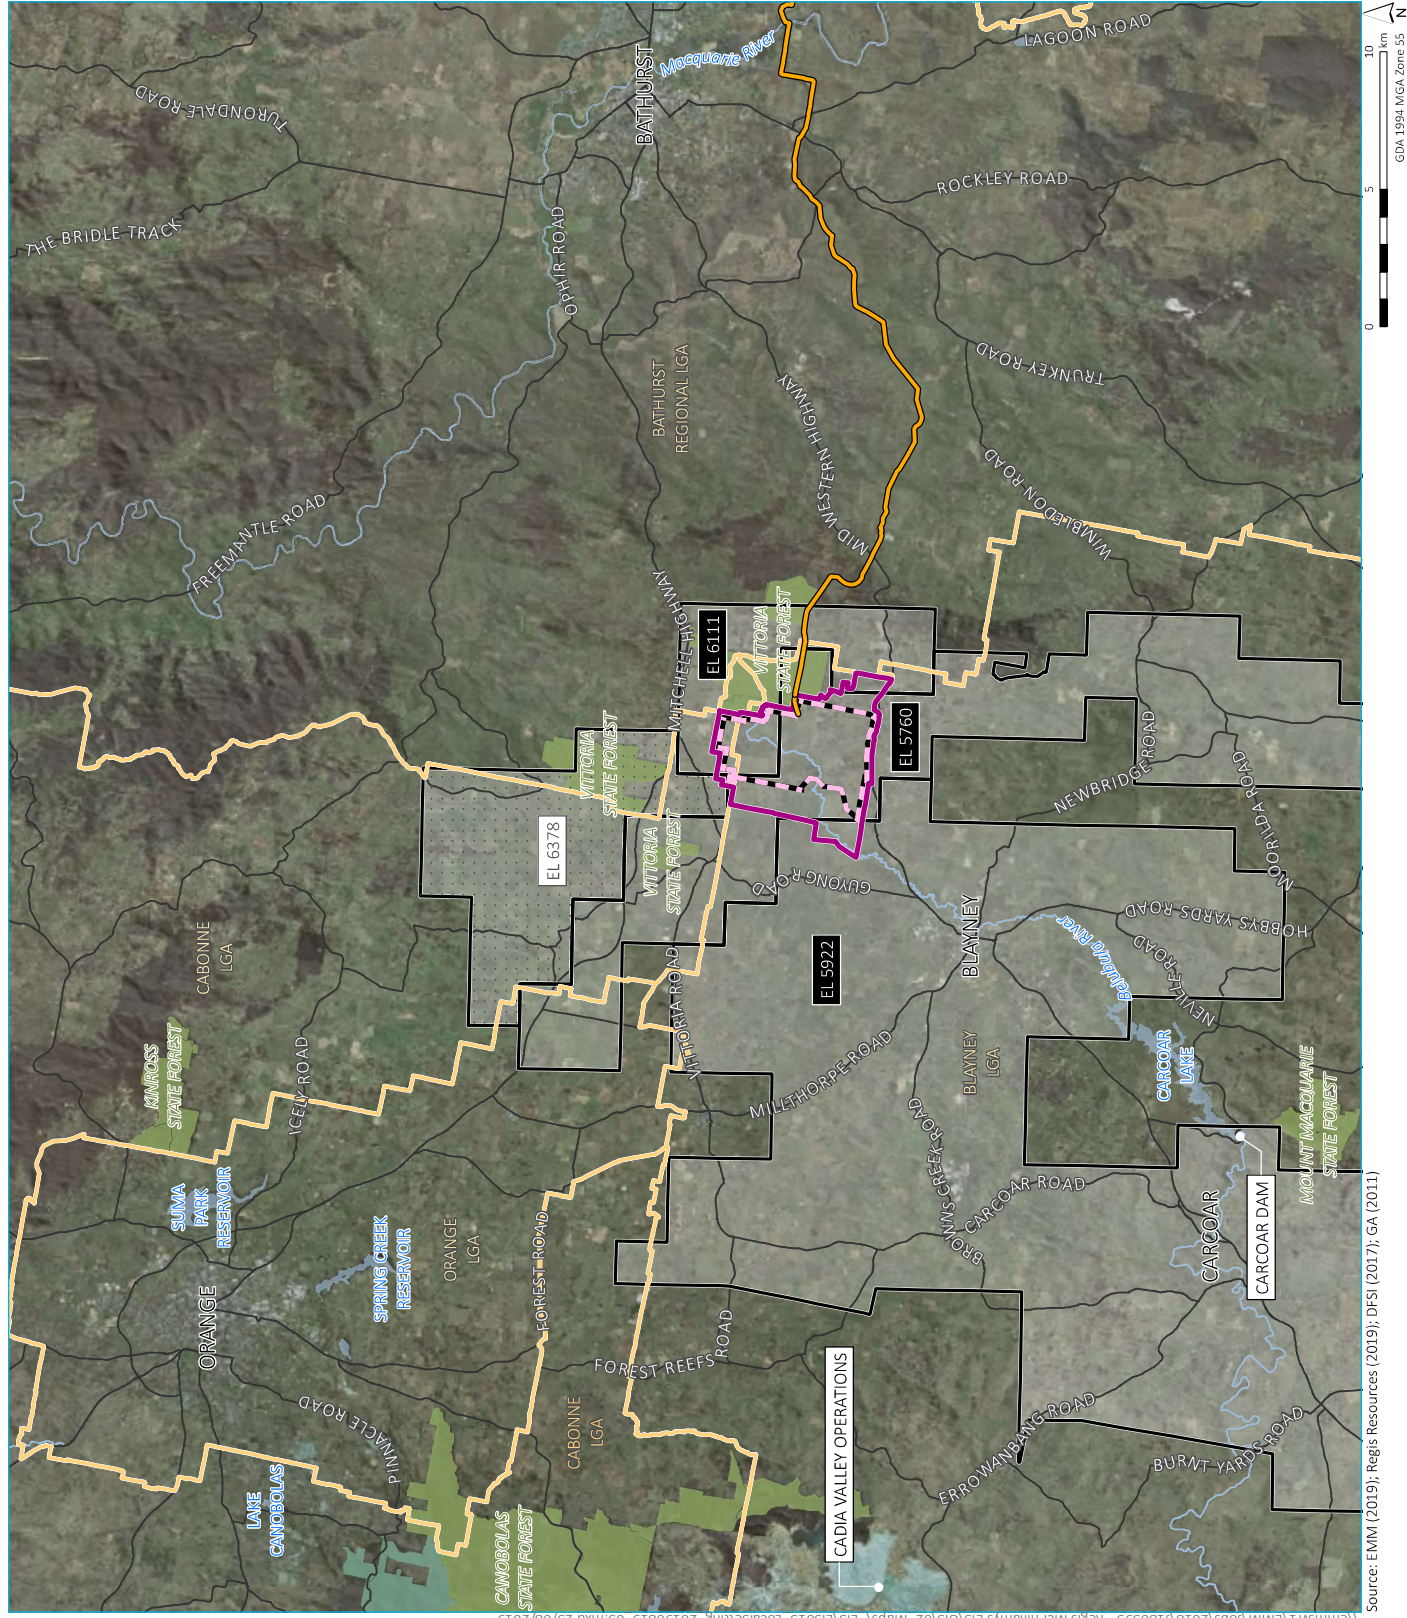 THE BRIDLE TRACK
TURONDALE ROAD
FREEMANTLE ROAD
OPHIR ROAD
BATHURST
Macquarie River
LAGOON ROAD
ROCKLEY ROAD
TRUNKEY ROAD
WIMBLEDON ROAD
MID WESTERN HIGHWAY
BATHURST
REGIONAL LGA
MITCHELL HIGHWAY
EL 6111
VITTORIA
STATE FOREST
VITTORIA
STATE FOREST
VITTORIA
STATE FOREST
EL 6378
EL 5760
EL 5922
GUYONG ROAD
NEWBRIDGE ROAD
MOORILDA ROAD
HOBBYS YARDS ROAD
NEVILLE ROAD
BLAYNEY
Belubula River
BLAYNEY
LGA
CARCOAR
LAKE
MOUNT MACQUARIE
STATE FOREST
CARCOAR
CARCOAR DAM
CARCOAR ROAD
BROWNS CREEK ROAD
MILLTHORPE ROAD
VITTORIA ROAD
CABONNE
LGA
KINROSS
STATE FOREST
ICELY ROAD
SUMA
PARK
RESERVOIR
SPRING CREEK
RESERVOIR
ORANGE
LGA
ORANGE
FOREST ROAD
FOREST REEFS ROAD
PINNACLE ROAD
LAKE
CANOBOLAS
CABONNE
LGA
CANOBOLAS
STATE FOREST
CADIA VALLEY OPERATIONS
ERROWANBANG ROAD
BURNT YARDS ROAD
Source: EMM (2019); Regis Resources (2019); DFSI (2017); GA (2011)
0 5 10
km
GDA 1994 MGA Zone 55
N